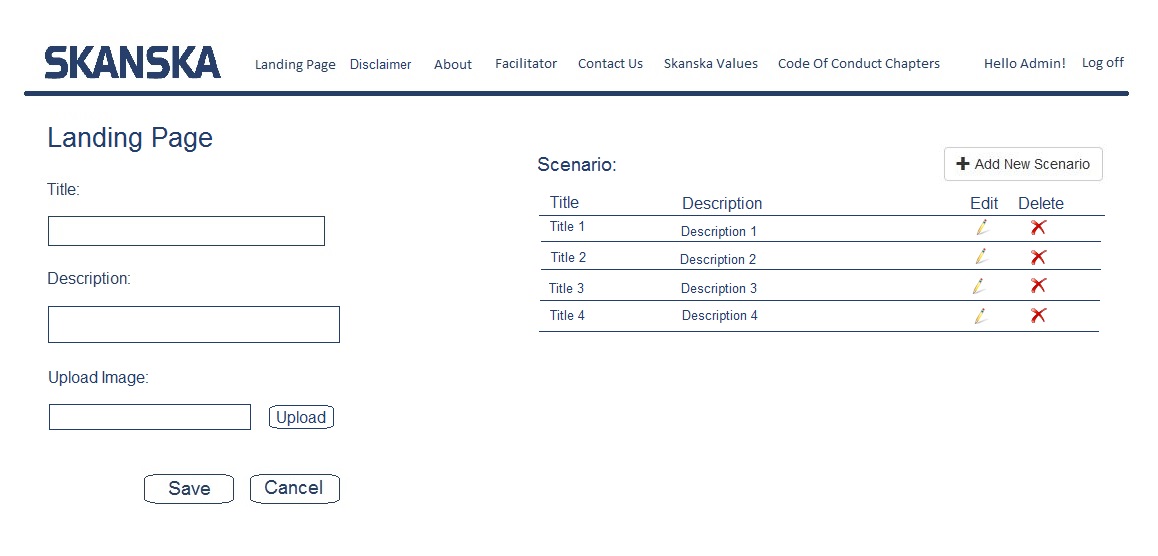 SKANSKA Landing Page Disclaimer About Facilitator Contact Us Skanska Values Code Of Conduct Chapters Hello Admin! Log off
Landing Page
Title:
Description:
Upload Image:
Upload
Save Cancel
Scenario: Add New Scenario
Title Description Edit Delete
Title 1 Description 1
Title 2 Description 2
Title 3 Description 3
Title 4 Description 4